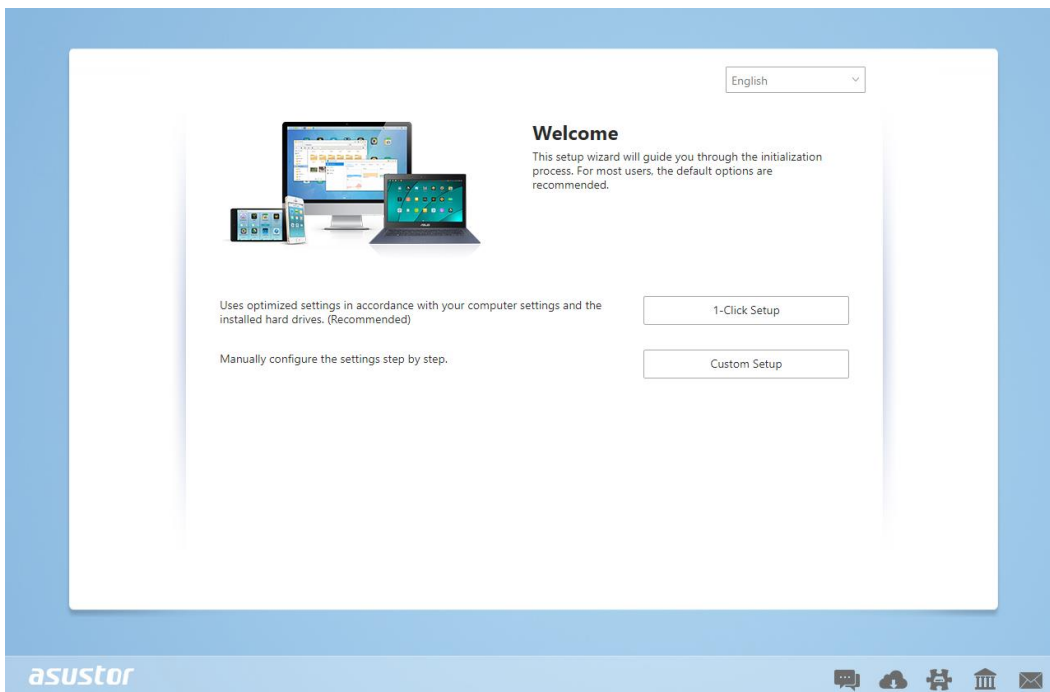 English
Welcome
This setup wizard will guide you through the initialization
process. For most users, the default options are
recommended.
Uses optimized settings in accordance with your computer settings and the
installed hard drives. (Recommended)
1-Click Setup
Manually configure the settings step by step.
Custom Setup
asustor